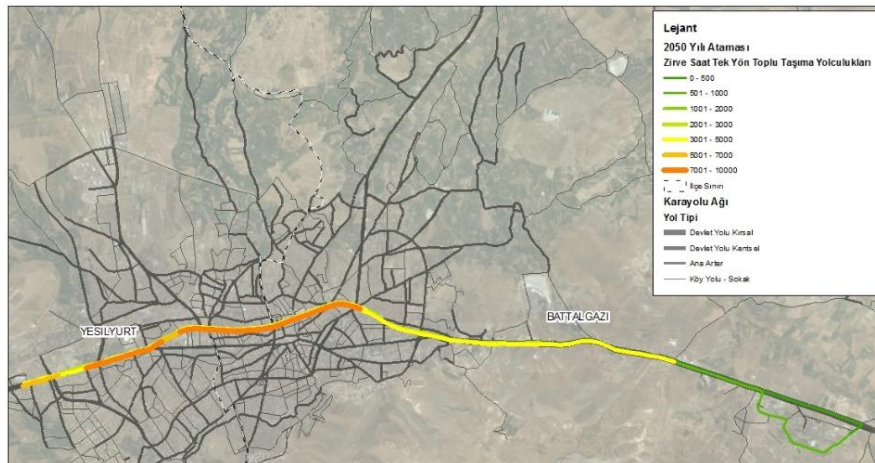 Lejant
2050 Yılı Ataması
Zirve Saat Tek Yön Toplu Taşıma Yolculukları
0 - 500
501 - 1000
1001 - 2000
2001 - 3000
3001 - 5000
5001 - 7000
7001 - 10000
İlçe Sınırı
Karayolu Ağı
Yol Tipi
Devlet Yolu Kırsal
Devlet Yolu Kentsel
Ana Arter
Köy Yolu - Sokak
BATTALGAZI
YESILYURT